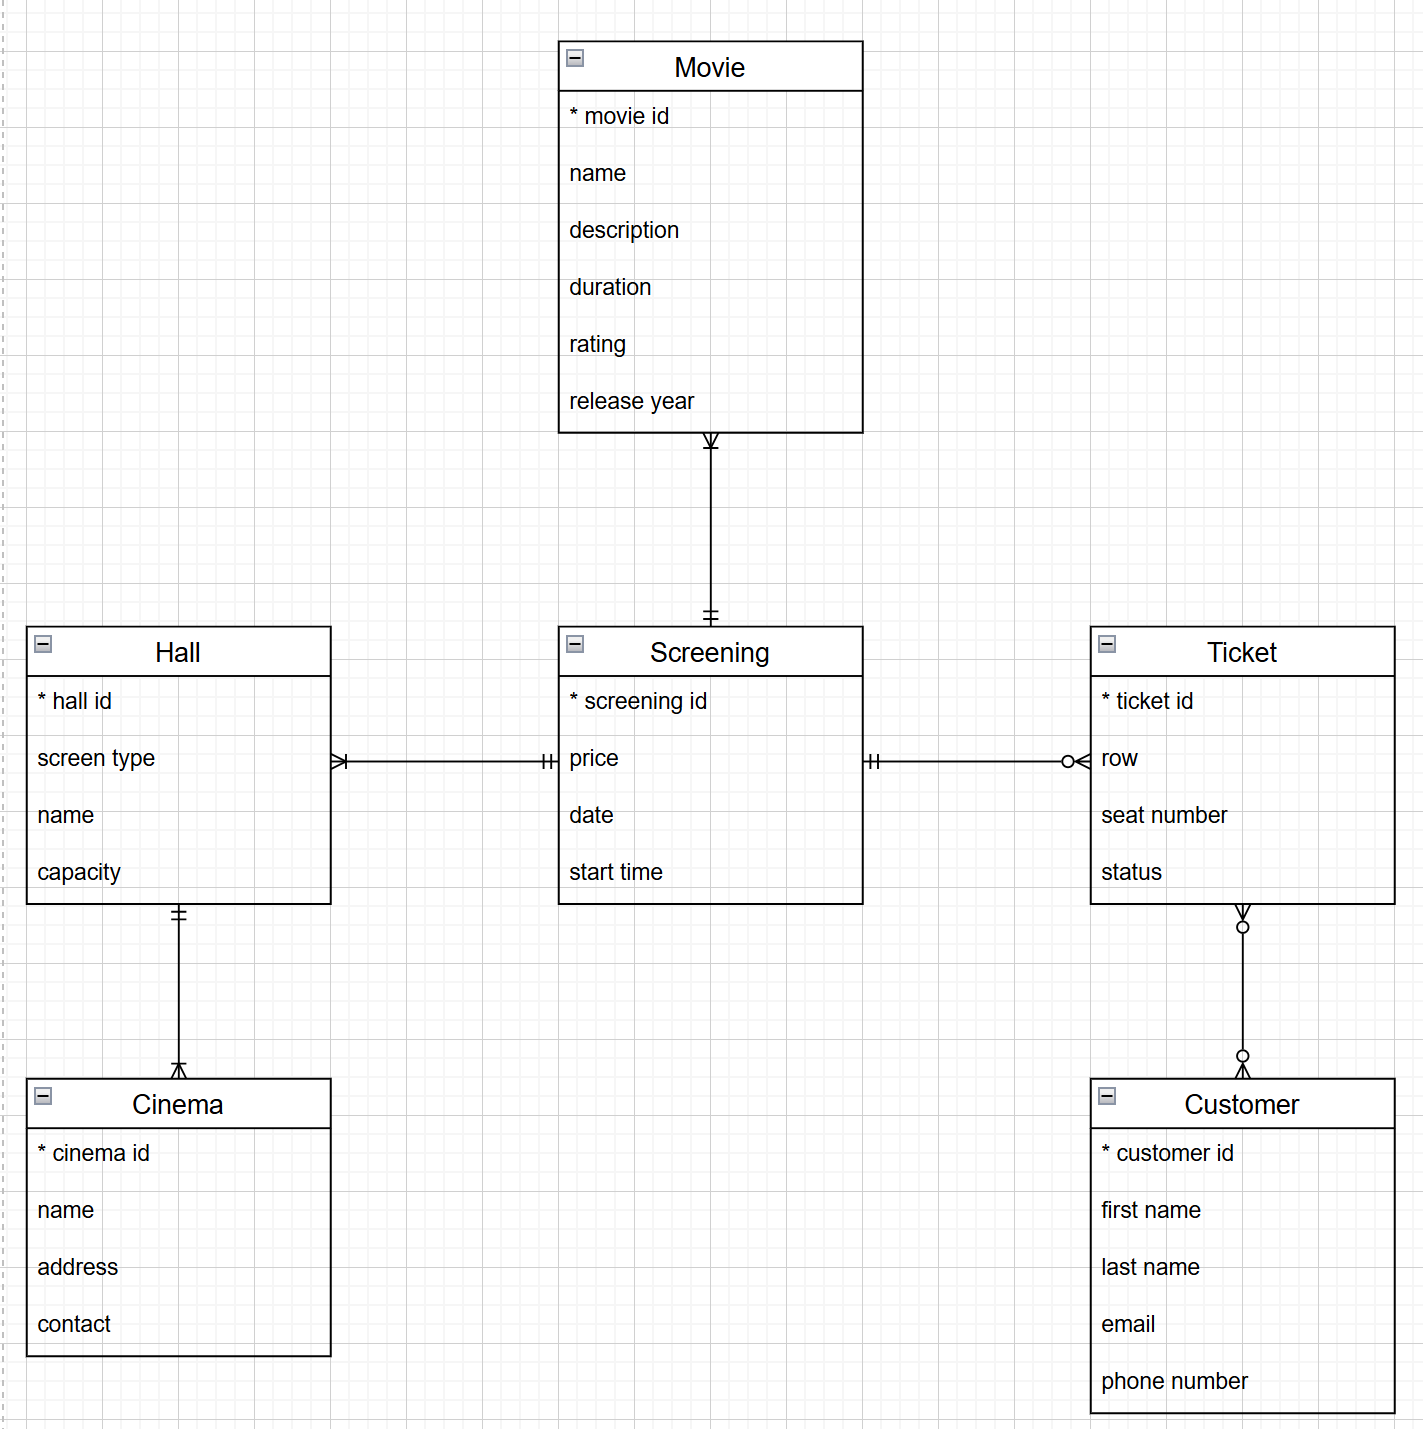 Movie
* movie id
name
description
duration
rating
release year
Hall
* hall id
screen type
name
capacity
Screening
* screening id
price
date
start time
Ticket
* ticket id
row
seat number
status
Cinema
* cinema id
name
address
contact
Customer
* customer id
first name
last name
email
phone number